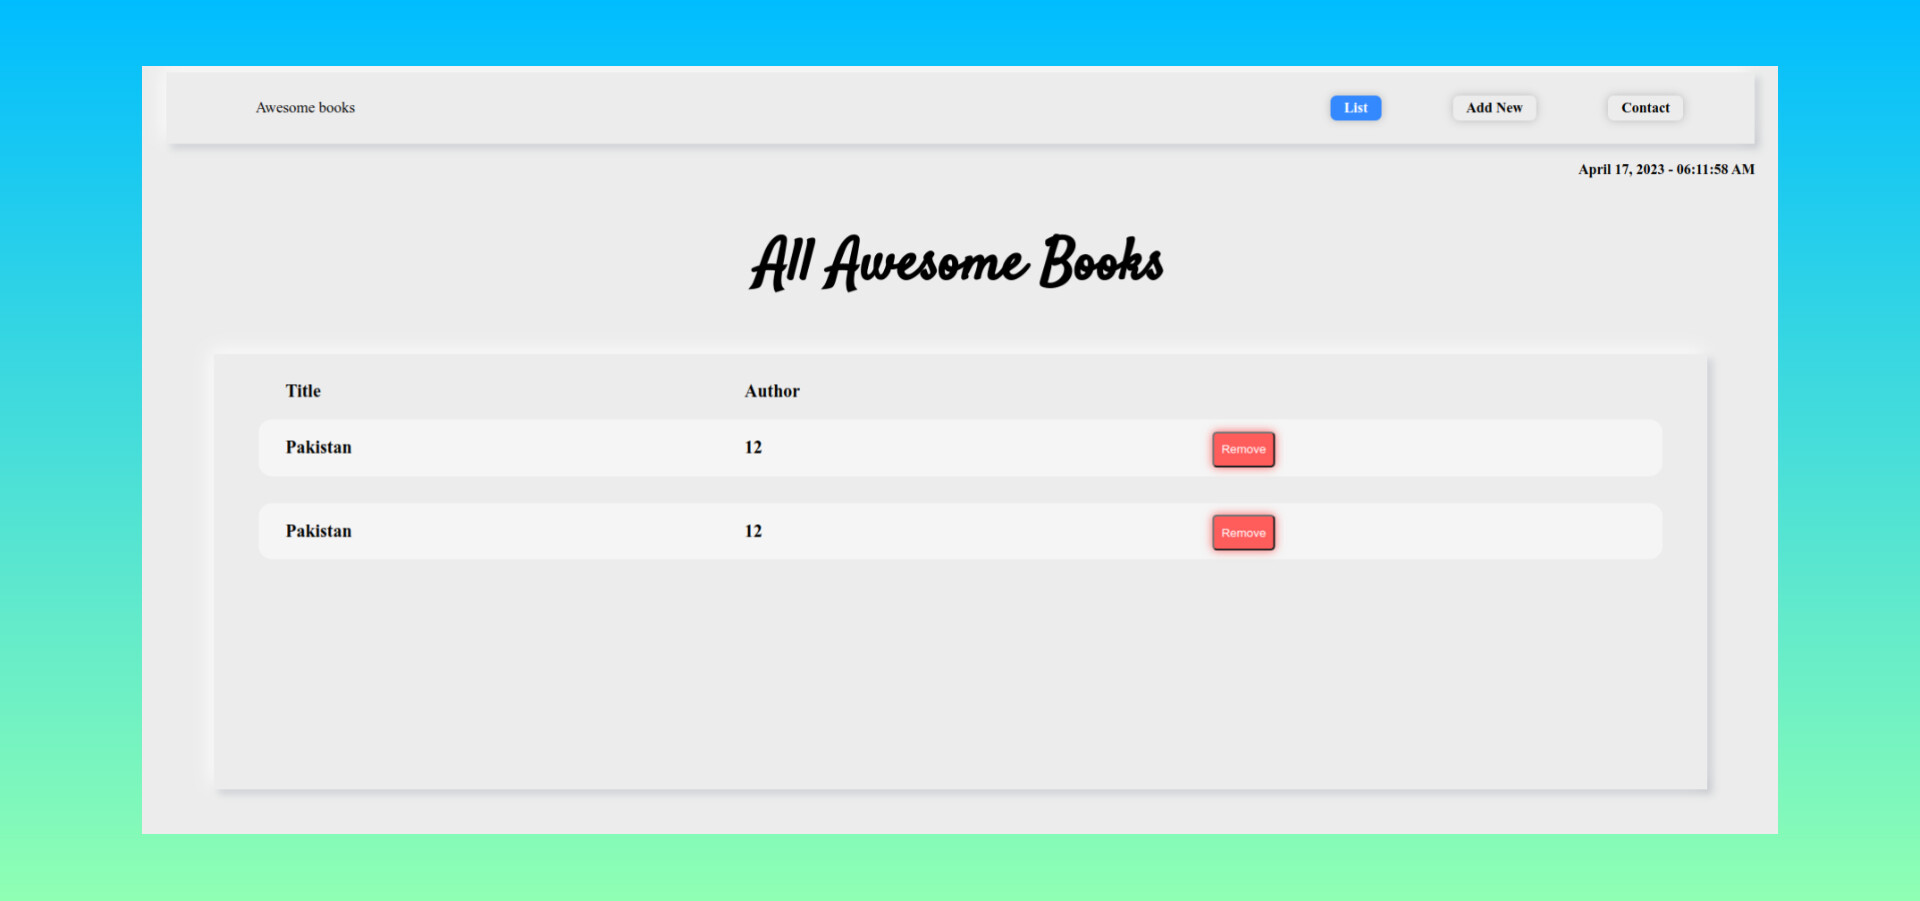 Awesome books List Add New Contact
April 17, 2023 - 06:11:58 AM
All Awesome Books
Title Author
Pakistan 12 Remove
Pakistan 12 Remove